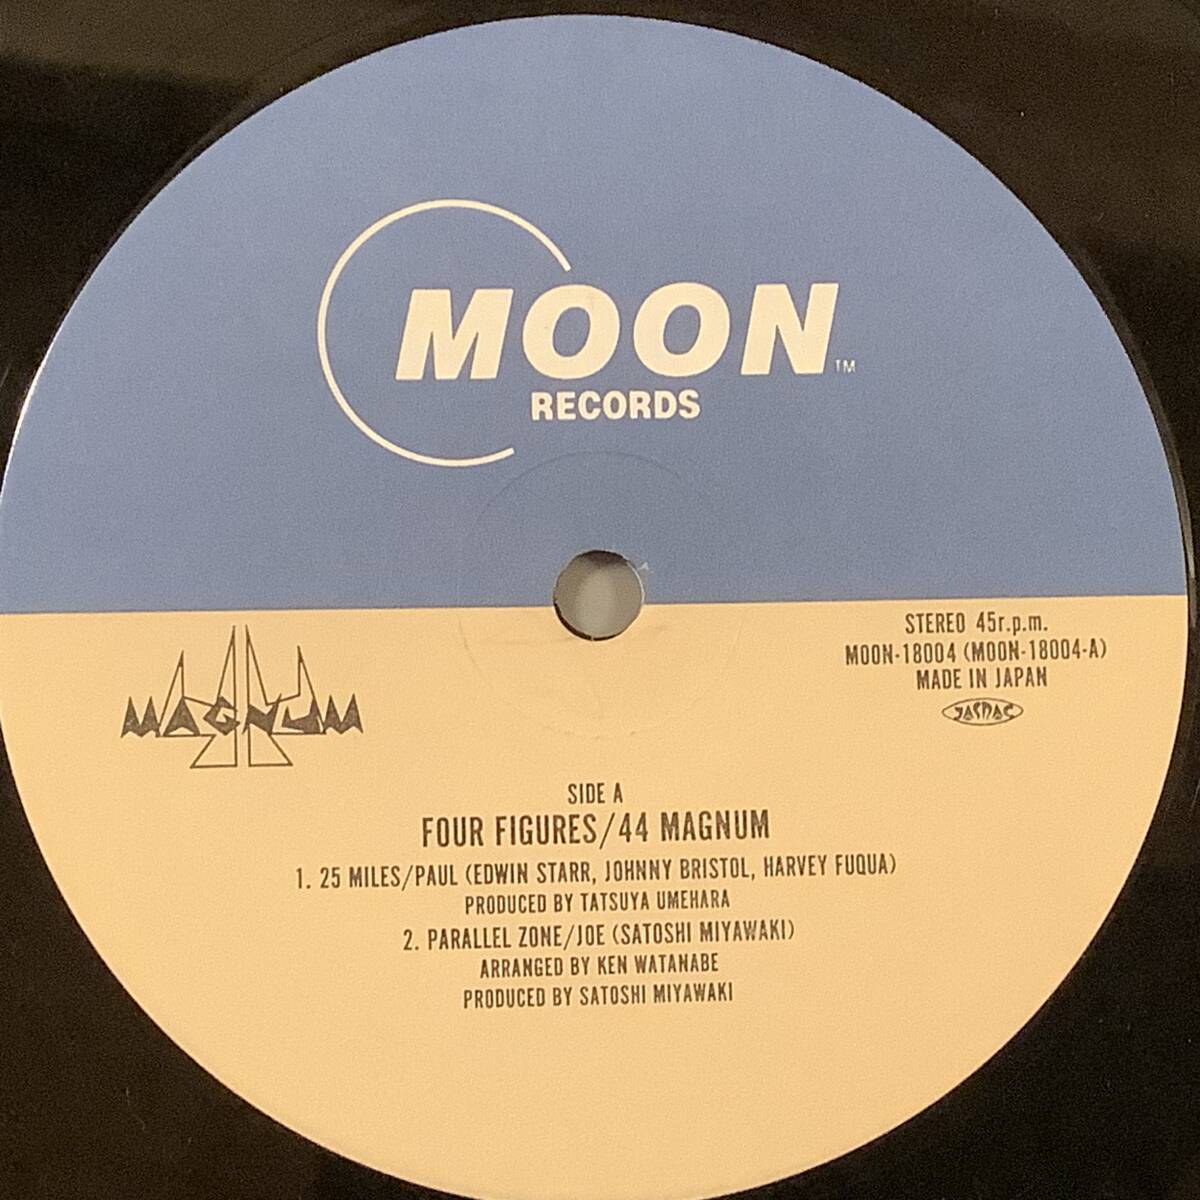 MOON™
RECORDS
STEREO 45r.p.m.
MOON-18004 (MOON-18004-A)
MADE IN JAPAN
JASRAC
44
MAGNUM
SIDE A
FOUR FIGURES/44 MAGNUM
1. 25 MILES/PAUL (EDWIN STARR, JOHNNY BRISTOL, HARVEY FUQUA)
PRODUCED BY TATSUYA UMEHARA
2. PARALLEL ZONE/JOE (SATOSHI MIYAWAKI)
ARRANGED BY KEN WATANABE
PRODUCED BY SATOSHI MIYAWAKI